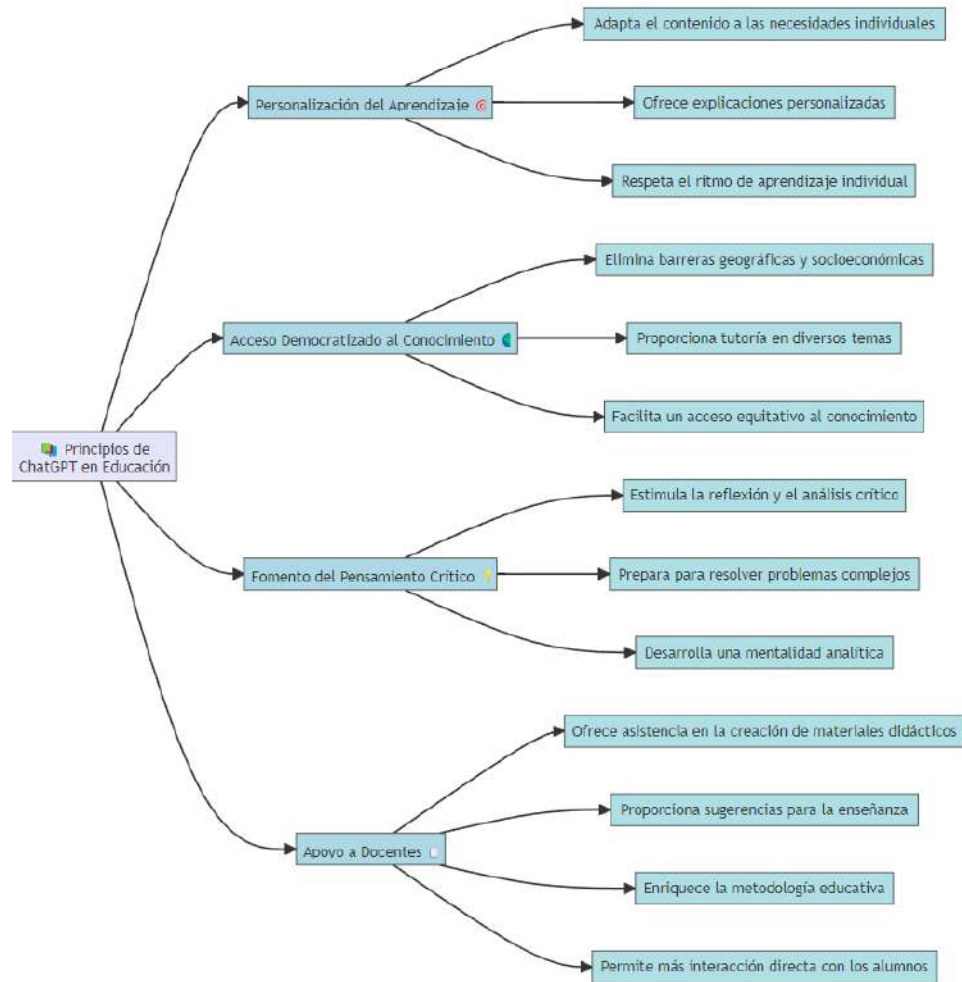 Principios de
ChatGPT en Educación
Personalización del Aprendizaje
Adapta el contenido a las necesidades individuales
Ofrece explicaciones personalizadas
Respeta el ritmo de aprendizaje individual
Acceso Democratizado al Conocimiento
Elimina barreras geográficas y socioeconómicas
Proporciona tutoría en diversos temas
Facilita un acceso equitativo al conocimiento
Fomento del Pensamiento Crítico
Estimula la reflexión y el análisis crítico
Prepara para resolver problemas complejos
Desarrolla una mentalidad analítica
Apoyo a Docentes
Ofrece asistencia en la creación de materiales didácticos
Proporciona sugerencias para la enseñanza
Enriquece la metodología educativa
Permite más interacción directa con los alumnos